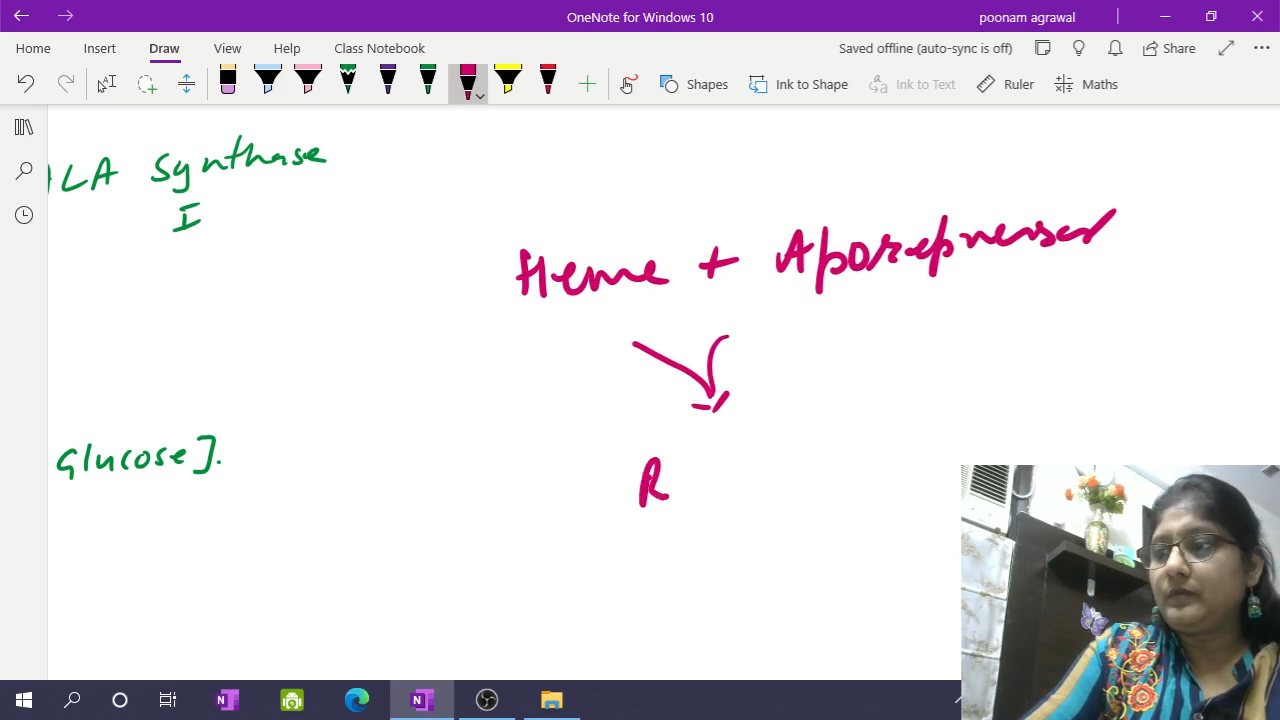 OneNote for Windows 10
poonam agrawal
Home Insert Draw View Help Class Notebook
Saved offline (auto-sync is off)
Share
Shapes
Ink to Shape
Ink to Text
Ruler
Maths
LA Synthase
I
Heme + Aporepressor
Glucose].
R